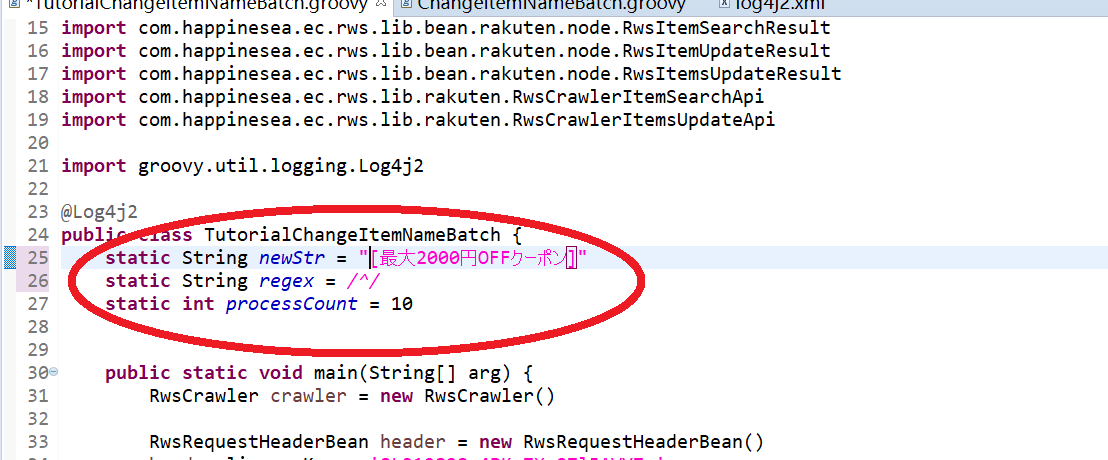 *TutorialChangeItemNameBatch.groovy ChangeItemNameBatch.groovy log4j2.xml
15 import com.happinesea.ec.rws.lib.bean.rakuten.node.RwsItemSearchResult
16 import com.happinesea.ec.rws.lib.bean.rakuten.node.RwsItemUpdateResult
17 import com.happinesea.ec.rws.lib.bean.rakuten.node.RwsItemsUpdateResult
18 import com.happinesea.ec.rws.lib.rakuten.RwsCrawlerItemSearchApi
19 import com.happinesea.ec.rws.lib.rakuten.RwsCrawlerItemsUpdateApi
20
21 import groovy.util.logging.Log4j2
22
23 @Log4j2
24 public class TutorialChangeItemNameBatch {
25 static String newStr = "[最大2000円OFFクーポン]"
26 static String regex = /^/
27 static int processCount = 10
28
29
30 public static void main(String[] arg) {
31 RwsCrawler crawler = new RwsCrawler()
32
33 RwsRequestHeaderBean header = new RwsRequestHeaderBean()